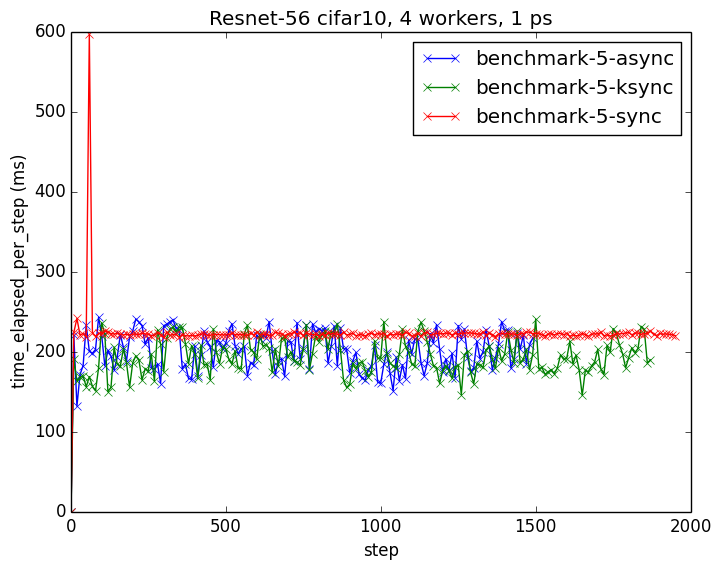 Resnet-56 cifar10, 4 workers, 1 ps
600
500
400
300
200
100
0
time_elapsed_per_step (ms)
benchmark-5-async
benchmark-5-ksync
benchmark-5-sync
0
500
1000
1500
2000
step